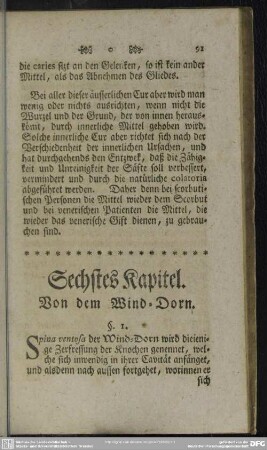 o 91
die caries sizt an den Gelenken, so ist kein ander
Mittel, als das Abnehmen des Gliedes.
Bei aller dieser äusserlichen Cur aber wird man
wenig oder nichts ausrichten, wenn nicht die
Wurzel und der Grund, der von innen heraus-
kömt, durch innerliche Mittel gehoben wird.
Solche innerliche Cur aber richtet sich nach der
Verschiedenheit der innerlichen Ursachen, und
hat durchgehends den Entzwek, daß die Zähig-
keit und Unreinigkeit der Säfte soll verbessert,
vermindert und durch die natürliche colatoria
abgeführet werden. Daher denn bei scorbuti-
schen Personen die Mittel wieder dem Scorbut
und bei venerischen Patienten die Mittel, die
wieder das venerische Gift dienen, zu gebrau-
chen sind.
Sechstes Kapitel.
Von dem Wind-Dorn.
§. 1.
Spina ventosa der Wind-Dorn wird dieieni-
ge Zerfressung der Knochen genennet, wel-
che sich inwendig in ihrer Cavität anfänget,
und alsdenn nach aussen fortgehet, worinnen er
sich